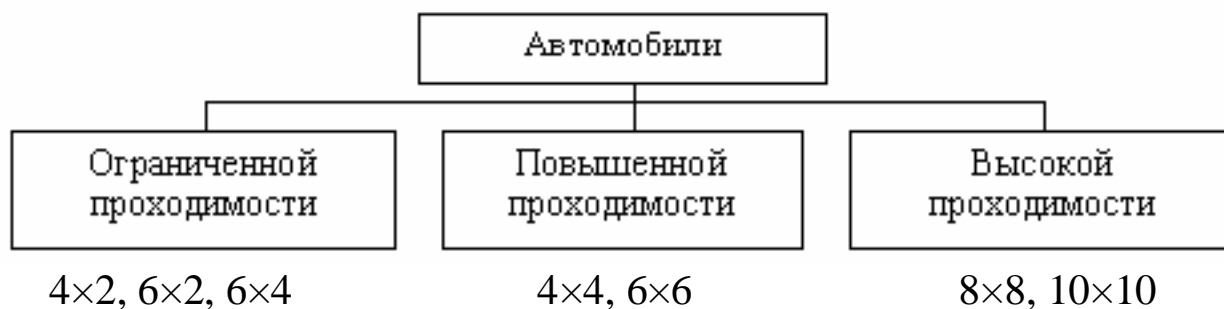 Автомобили
Ограниченной
проходимости
Повышенной
проходимости
Высокой
проходимости
4×2, 6×2, 6×4
4×4, 6×6
8×8, 10×10